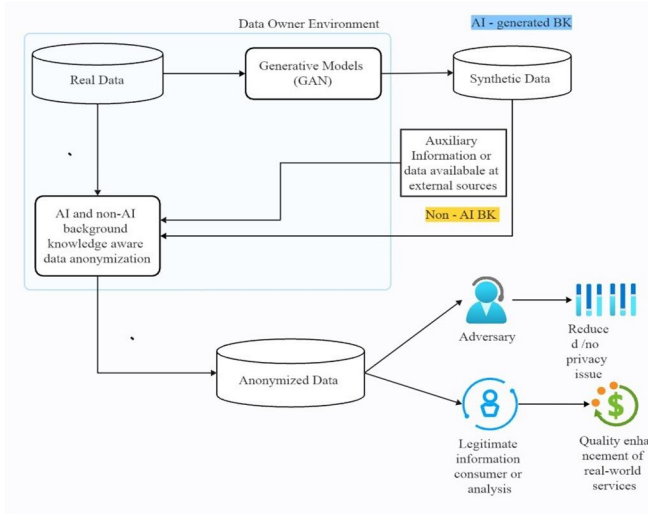 Data Owner Environment
AI - generated BK
Real Data
Generative Models
(GAN)
Synthetic Data
Auxiliary
Information or
data availabale at
external sources
Non - AI BK
AI and non-AI
background
knowledge aware
data anonymization
Adversary
Reduce
d /no
privacy
issue
Anonymized Data
Legitimate
information
consumer or
analysis
Quality enha
ncement of
real-world
services